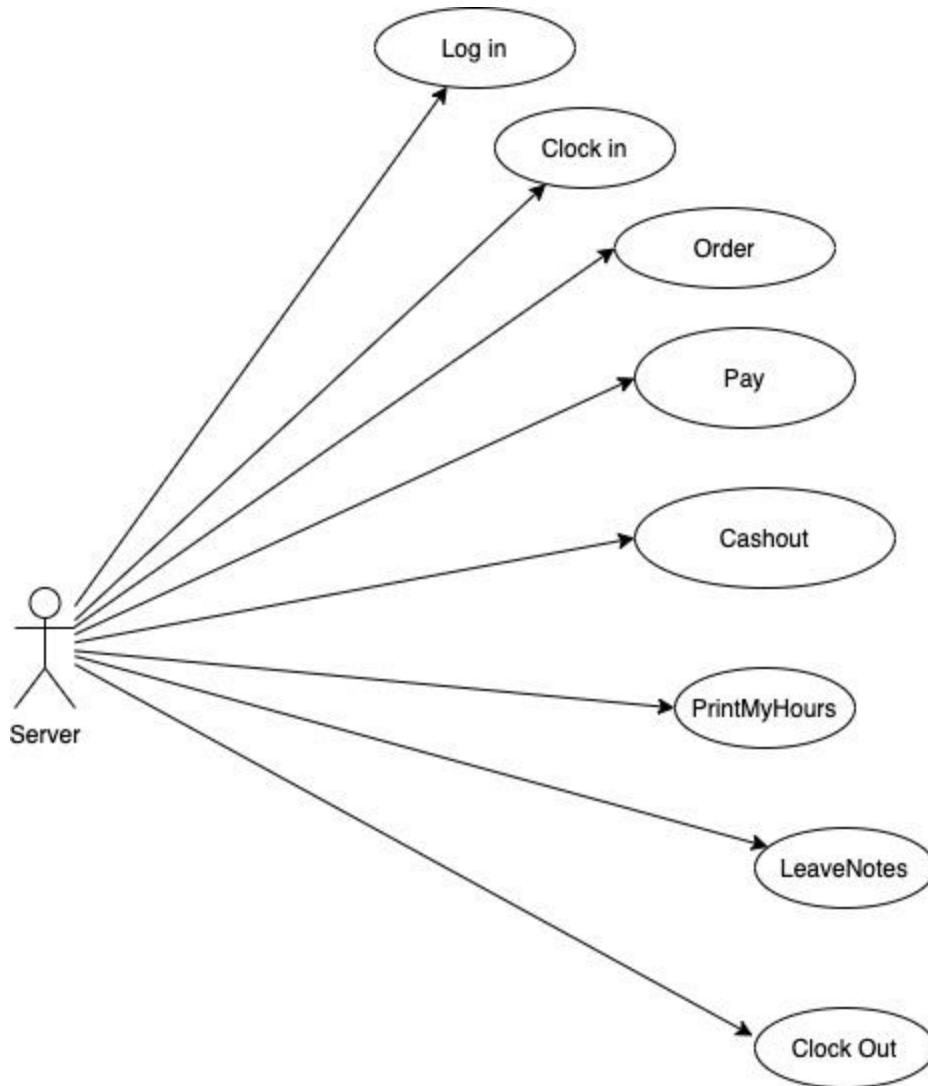 Log in
Clock in
Order
Pay
Cashout
Server
PrintMyHours
LeaveNotes
Clock Out